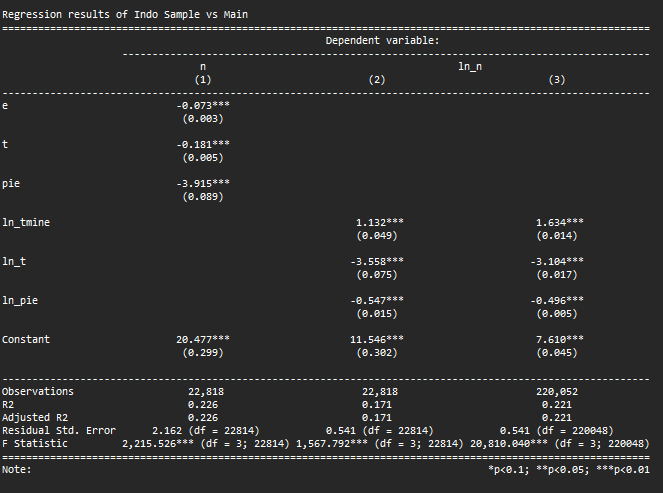 Regression results of Indo Sample vs Main
====================================================================================================
Dependent variable:
--------------------------------------------------------------------------------
n ln_n
(1) (2) (3)
----------------------------------------------------------------------------------------------------
e -0.073***
(0.003)
t -0.181***
(0.005)
pie -3.915***
(0.089)
ln_tmine 1.132*** 1.634***
(0.049) (0.014)
ln_t -3.558*** -3.104***
(0.075) (0.017)
ln_pie -0.547*** -0.496***
(0.015) (0.005)
Constant 20.477*** 11.546*** 7.610***
(0.299) (0.302) (0.045)
----------------------------------------------------------------------------------------------------
Observations 22,818 22,818 220,052
R2 0.226 0.171 0.221
Adjusted R2 0.226 0.171 0.221
Residual Std. Error 2.162 (df = 22814) 0.541 (df = 22814) 0.541 (df = 220048)
F Statistic 2,215.526*** (df = 3; 22814) 1,567.792*** (df = 3; 22814) 20,810.040*** (df = 3; 220048)
====================================================================================================
Note: *p<0.1; **p<0.05; ***p<0.01